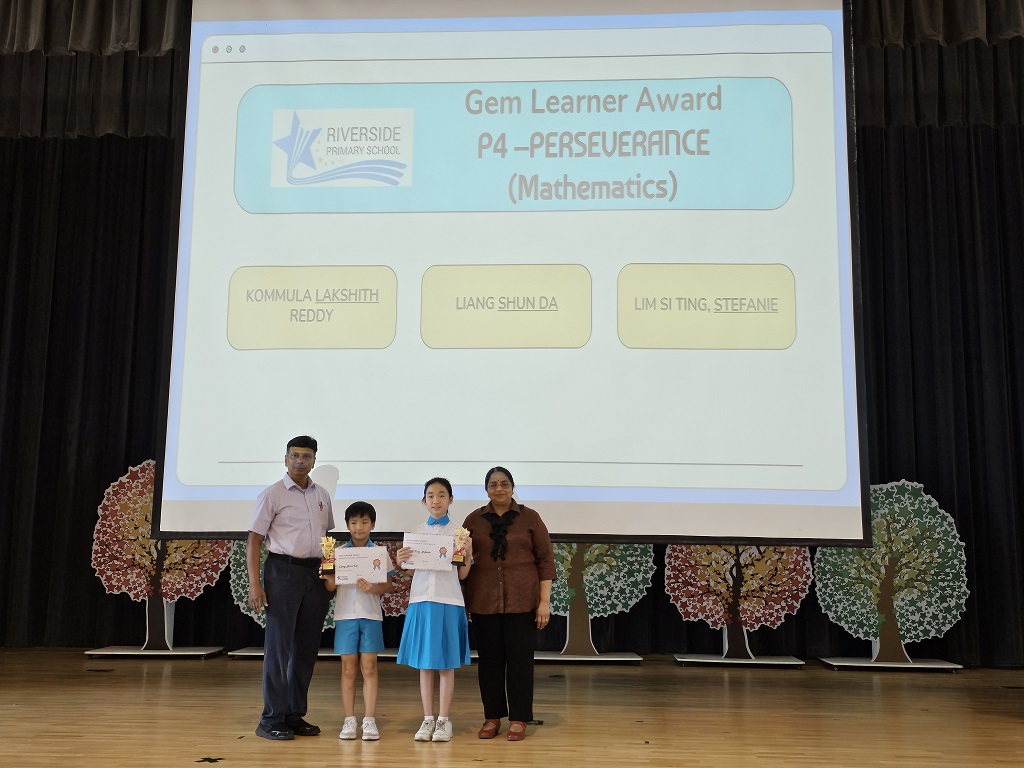 RIVERSIDE
PRIMARY SCHOOL
Gem Learner Award
P4 –PERSEVERANCE
(Mathematics)
KOMMULA LAKSHITH
REDDY
LIANG SHUN DA
LIM SI TING, STEFANIE